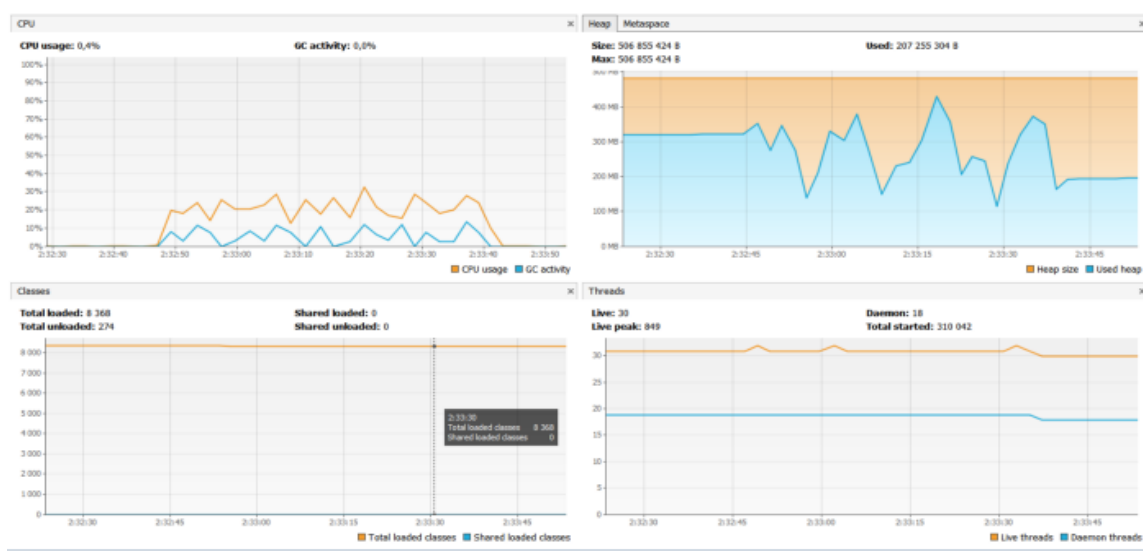 CPU
×
CPU usage: 0,4%
GC activity: 0,0%
100%
90%
80%
70%
60%
50%
40%
30%
20%
10%
0%
2:32:30
2:32:40
2:32:50
2:33:00
2:33:10
2:33:20
2:33:30
2:33:40
2:33:50
CPU usage
GC activity
Heap
Metaspace
×
Size: 506 855 424 B
Used: 207 255 304 B
Max: 506 855 424 B
500 MB
400 MB
300 MB
200 MB
100 MB
0 MB
2:32:30
2:32:45
2:33:00
2:33:15
2:33:30
2:33:45
Heap size
Used heap
Classes
×
Total loaded: 8 368
Shared loaded: 0
Total unloaded: 274
Shared unloaded: 0
8 000
7 000
6 000
5 000
4 000
3 000
2 000
1 000
0
2:33:30
Total loaded classes 8 368
Shared loaded classes 0
2:32:30
2:32:45
2:33:00
2:33:15
2:33:30
2:33:45
Total loaded classes
Shared loaded classes
Threads
×
Live: 30
Daemon: 18
Live peak: 849
Total started: 310 042
30
25
20
15
10
5
0
2:32:30
2:32:45
2:33:00
2:33:15
2:33:30
2:33:45
Live threads
Daemon threads